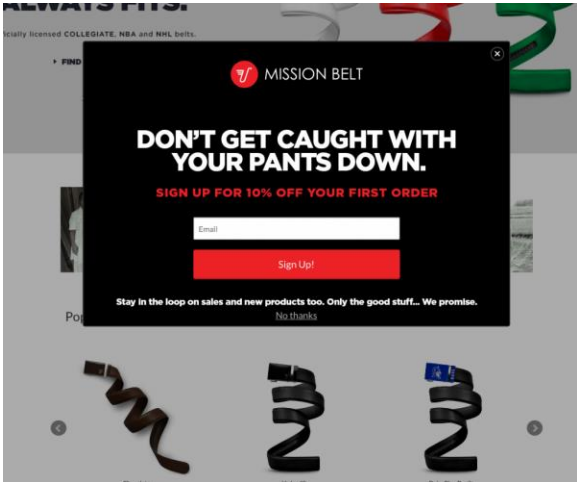 ALWAYS FITS.
licially licensed COLLEGIATE, NBA and NHL belts.
FIND
MISSION BELT
DON'T GET CAUGHT WITH
YOUR PANTS DOWN.
SIGN UP FOR 10% OFF YOUR FIRST ORDER
Email
Sign Up!
Stay in the loop on sales and new products too. Only the good stuff... We promise.
No thanks
Pop